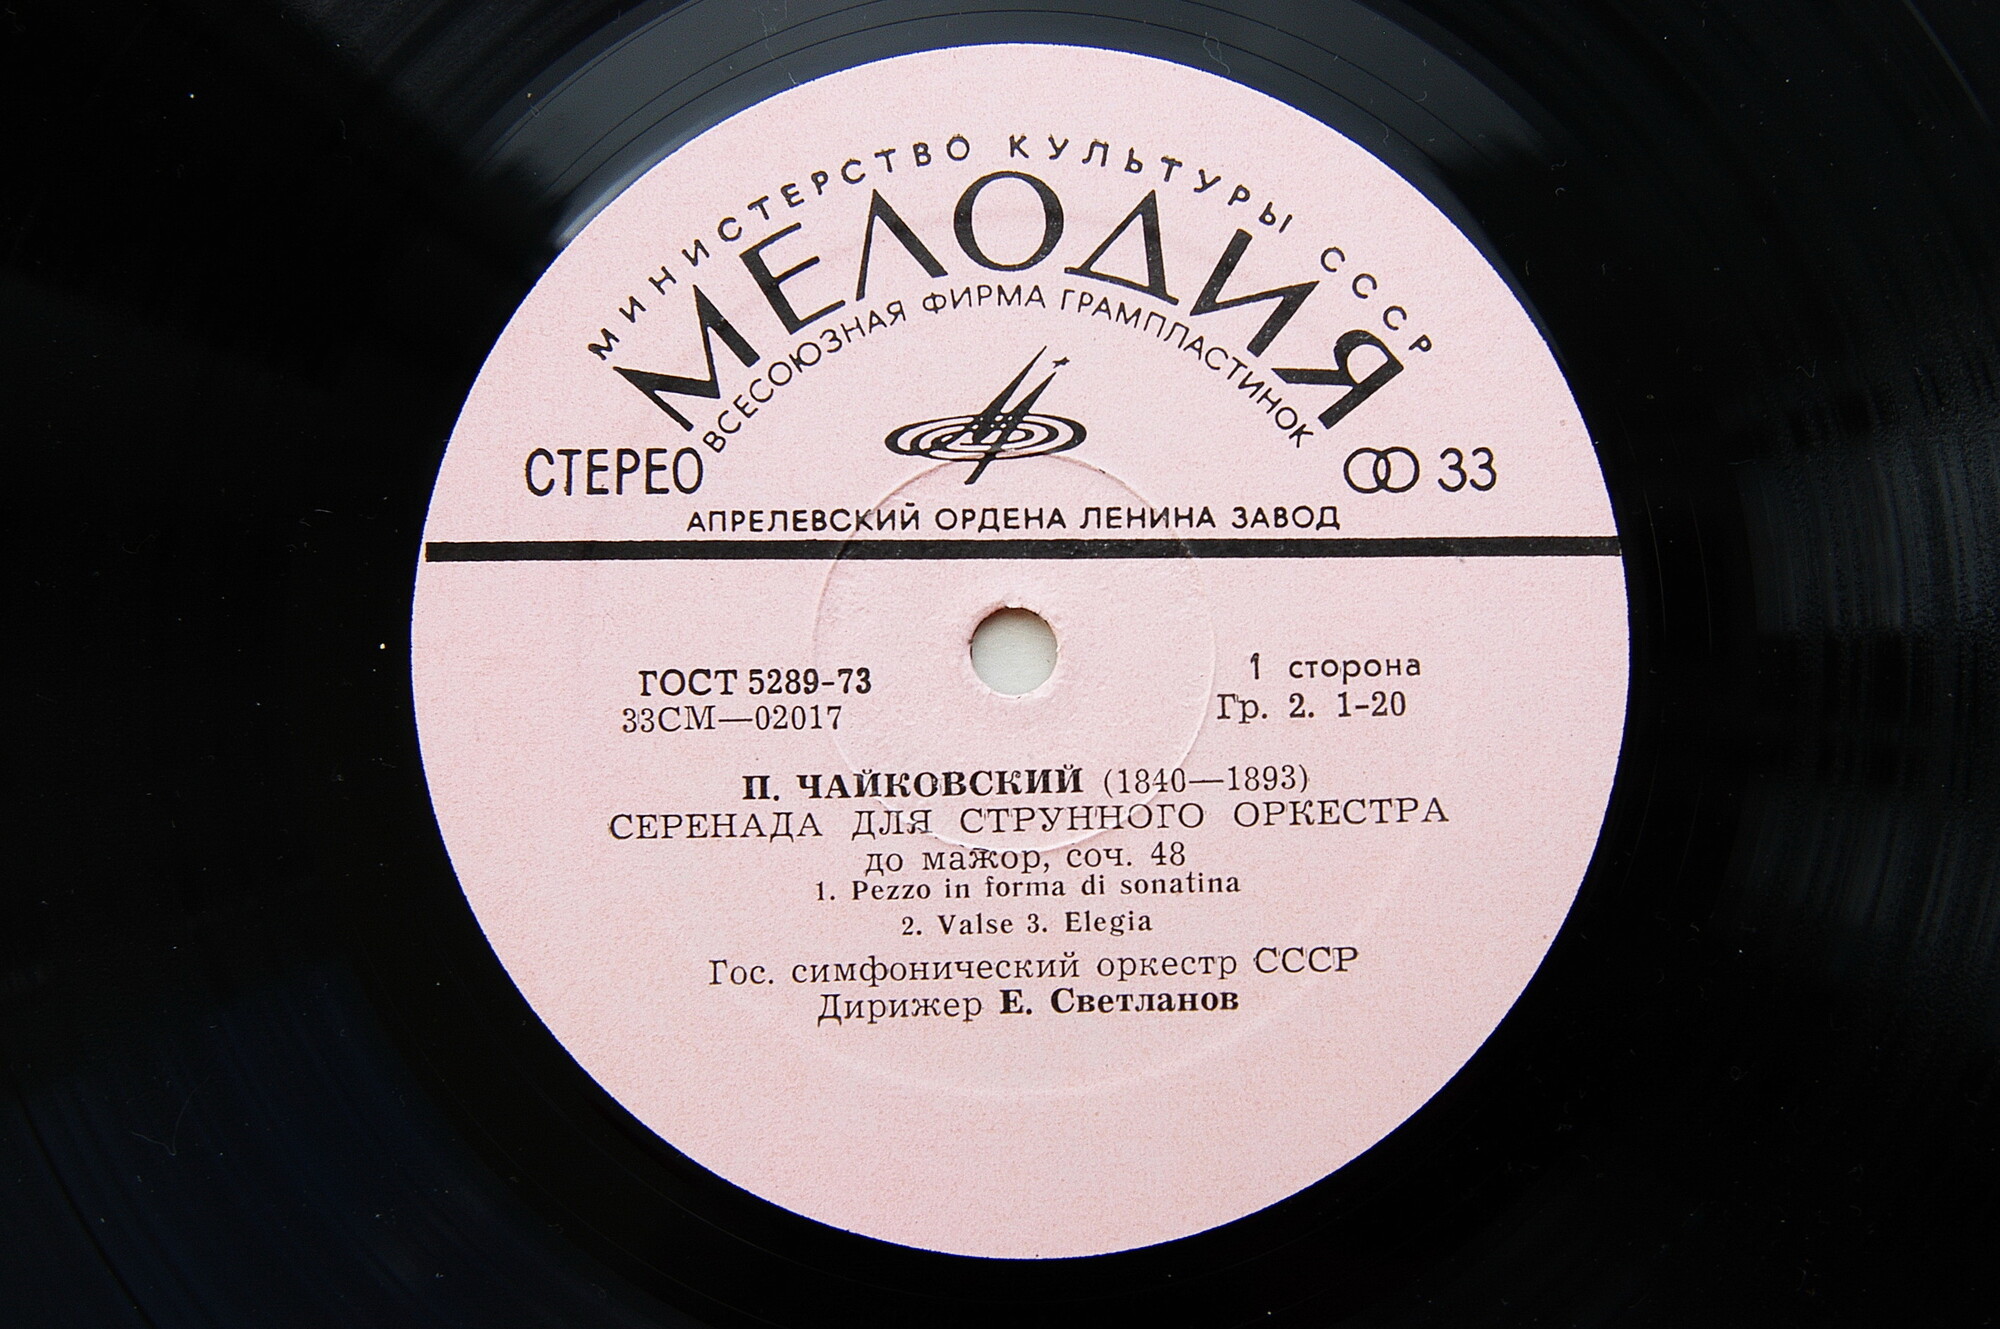 МИНИСТЕРСТВО КУЛЬТУРЫ СССР
МЕЛОДИЯ
ВСЕСОЮЗНАЯ ФИРМА ГРАМПЛАСТИНОК
СТЕРЕО
33
АПРЕЛЕВСКИЙ ОРДЕНА ЛЕНИНА ЗАВОД
ГОСТ 5289-73
33СМ—02017
1 сторона
Гр. 2. 1-20
П. ЧАЙКОВСКИЙ (1840—1893)
СЕРЕНАДА ДЛЯ СТРУННОГО ОРКЕСТРА
до мажор, соч. 48
1. Pezzo in forma di sonatina
2. Valse 3. Elegia
Гос. симфонический оркестр СССР
Дирижер Е. Светланов